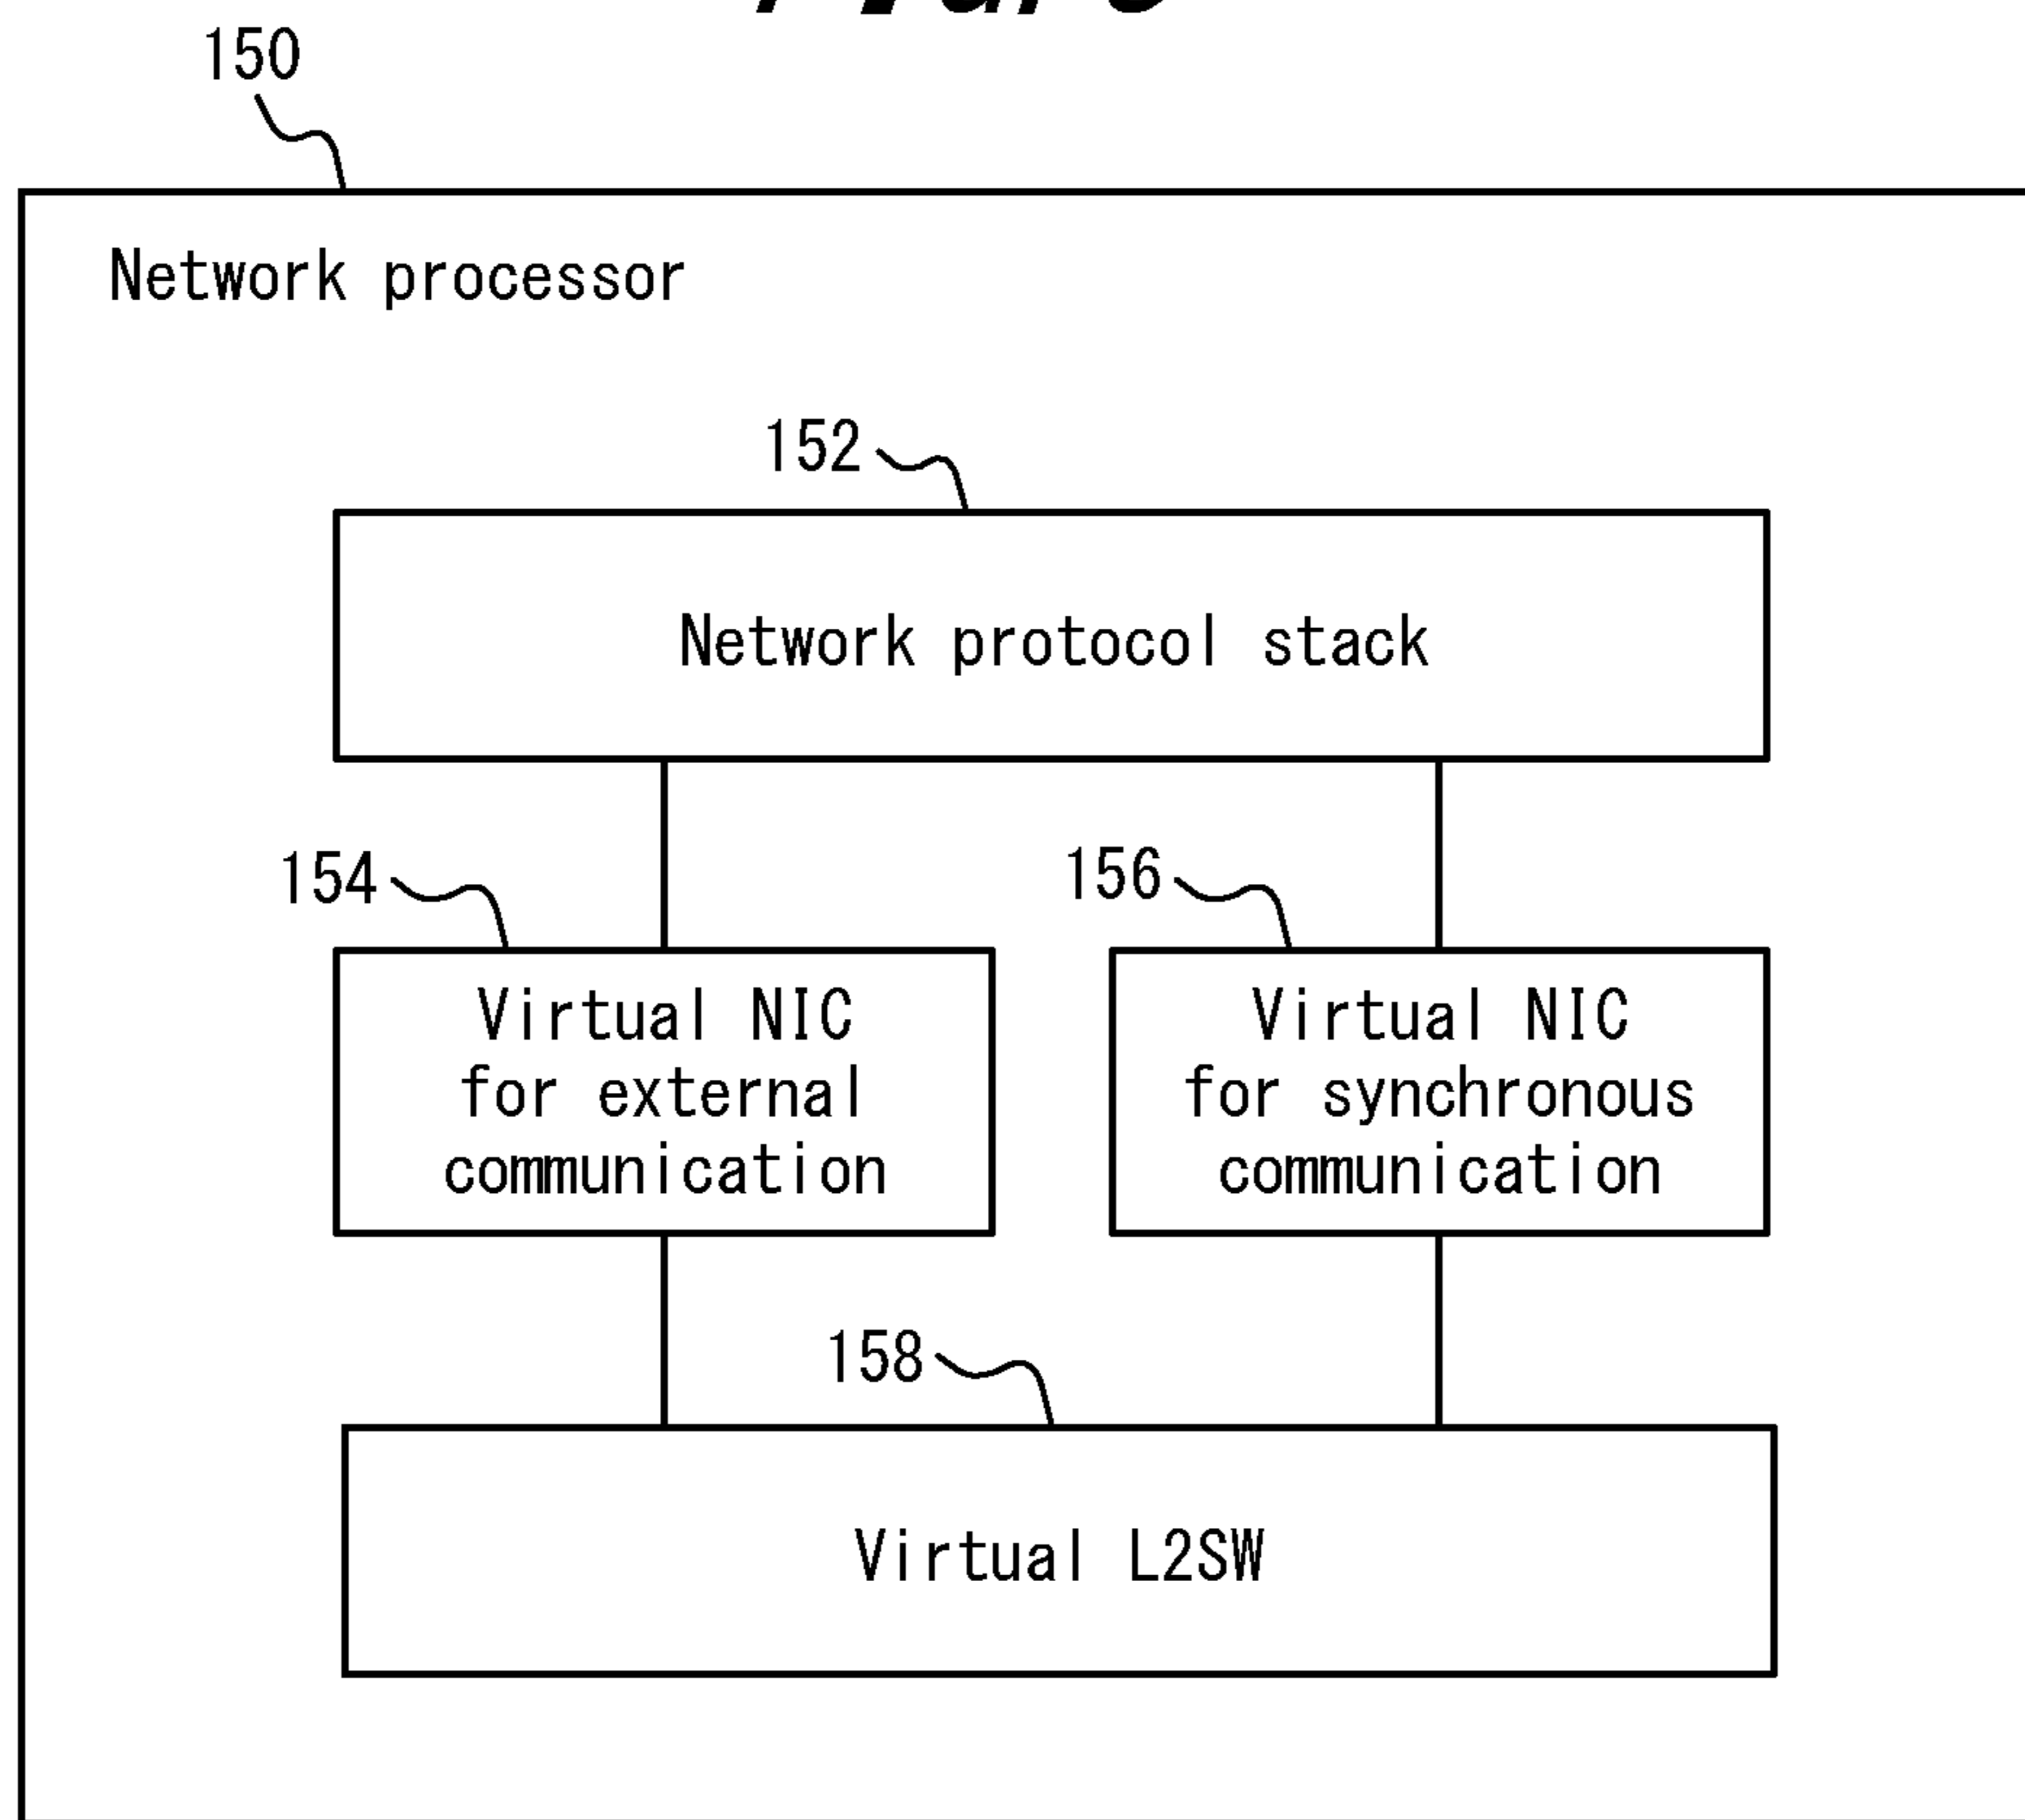 150
Network processor
152
Network protocol stack
154
156
Virtual NIC
for external
communication
Virtual NIC
for synchronous
communication
158
Virtual L2SW